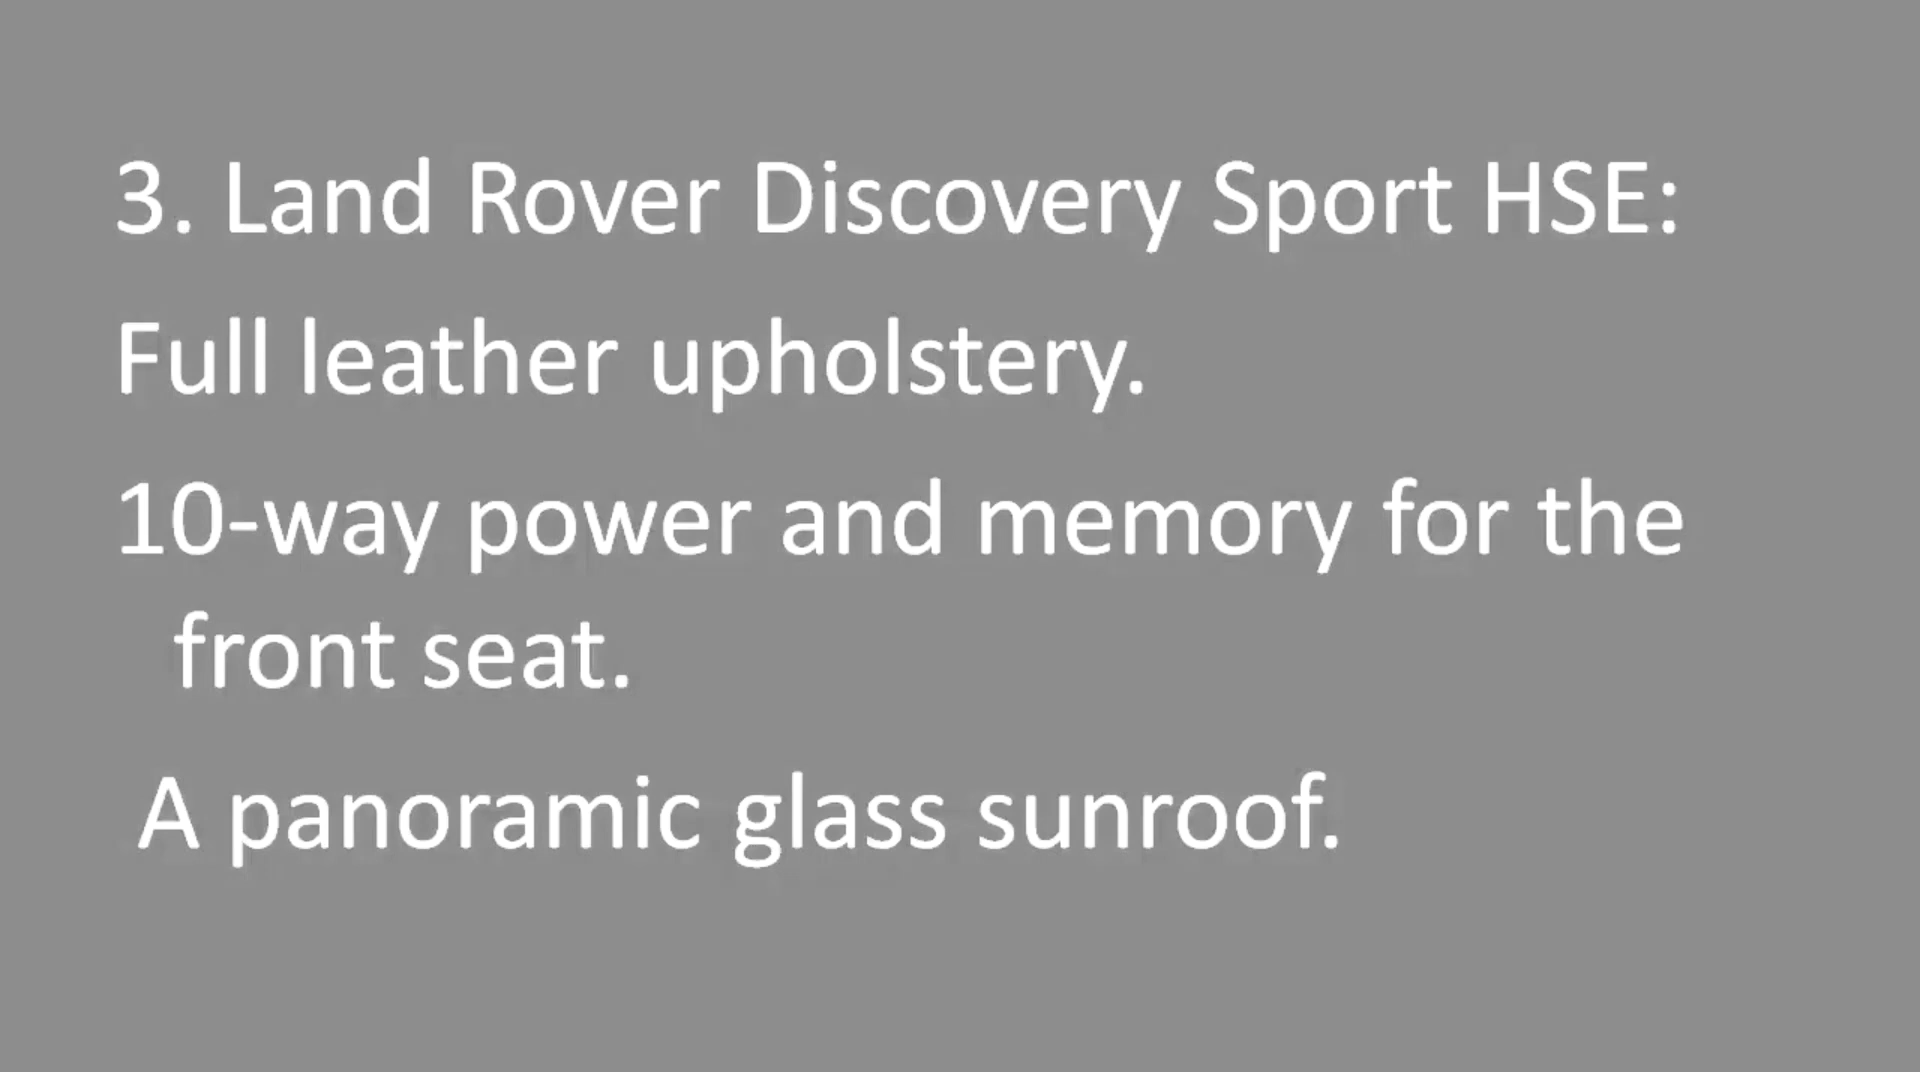 3. Land Rover Discovery Sport HSE:
Full leather upholstery.
10-way power and memory for the
front seat.
A panoramic glass sunroof.